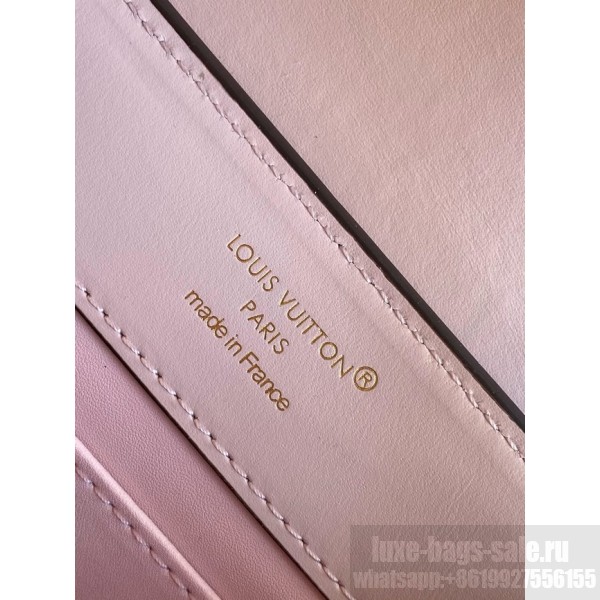 LOUIS VUITTON®
PARIS
made in France
luxe-bags-sale.ru
whatsapp:+8619927556155